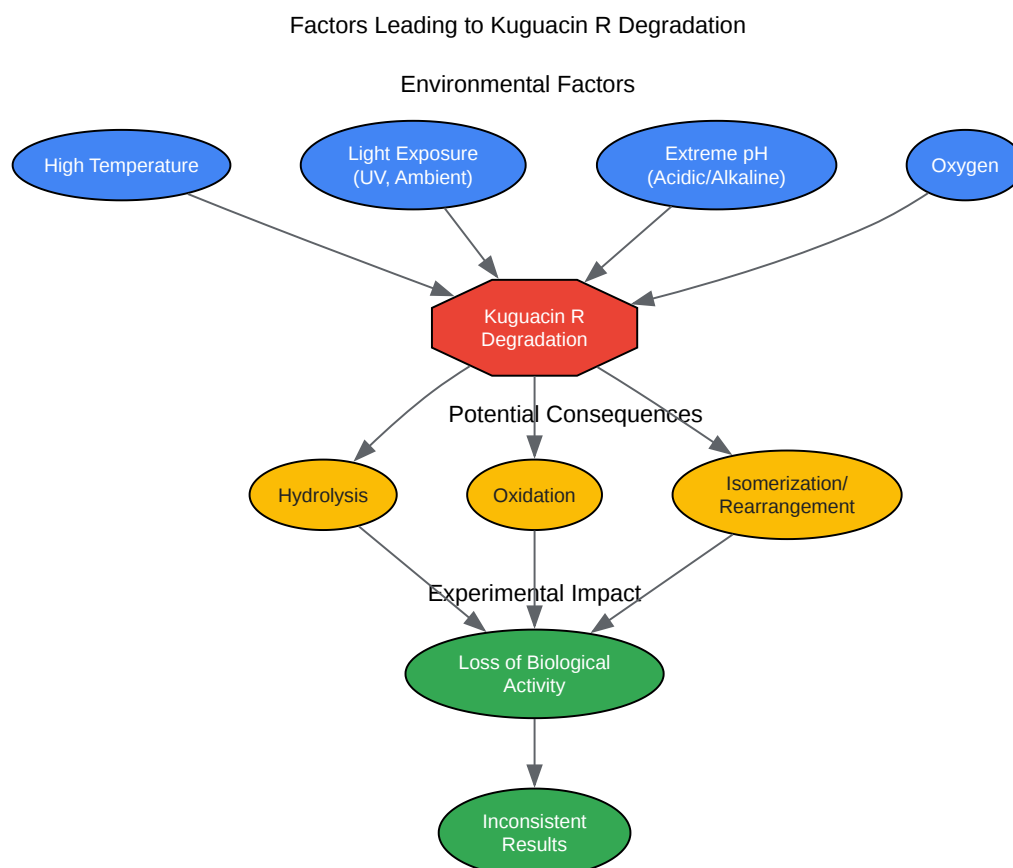 Factors Leading to Kuguacin R Degradation
Environmental Factors
High Temperature
Light Exposure
(UV, Ambient)
Extreme pH
(Acidic/Alkaline)
Oxygen
Kuguacin R
Degradation
Potential Consequences
Hydrolysis
Oxidation
Isomerization/
Rearrangement
Experimental Impact
Loss of Biological
Activity
Inconsistent
Results